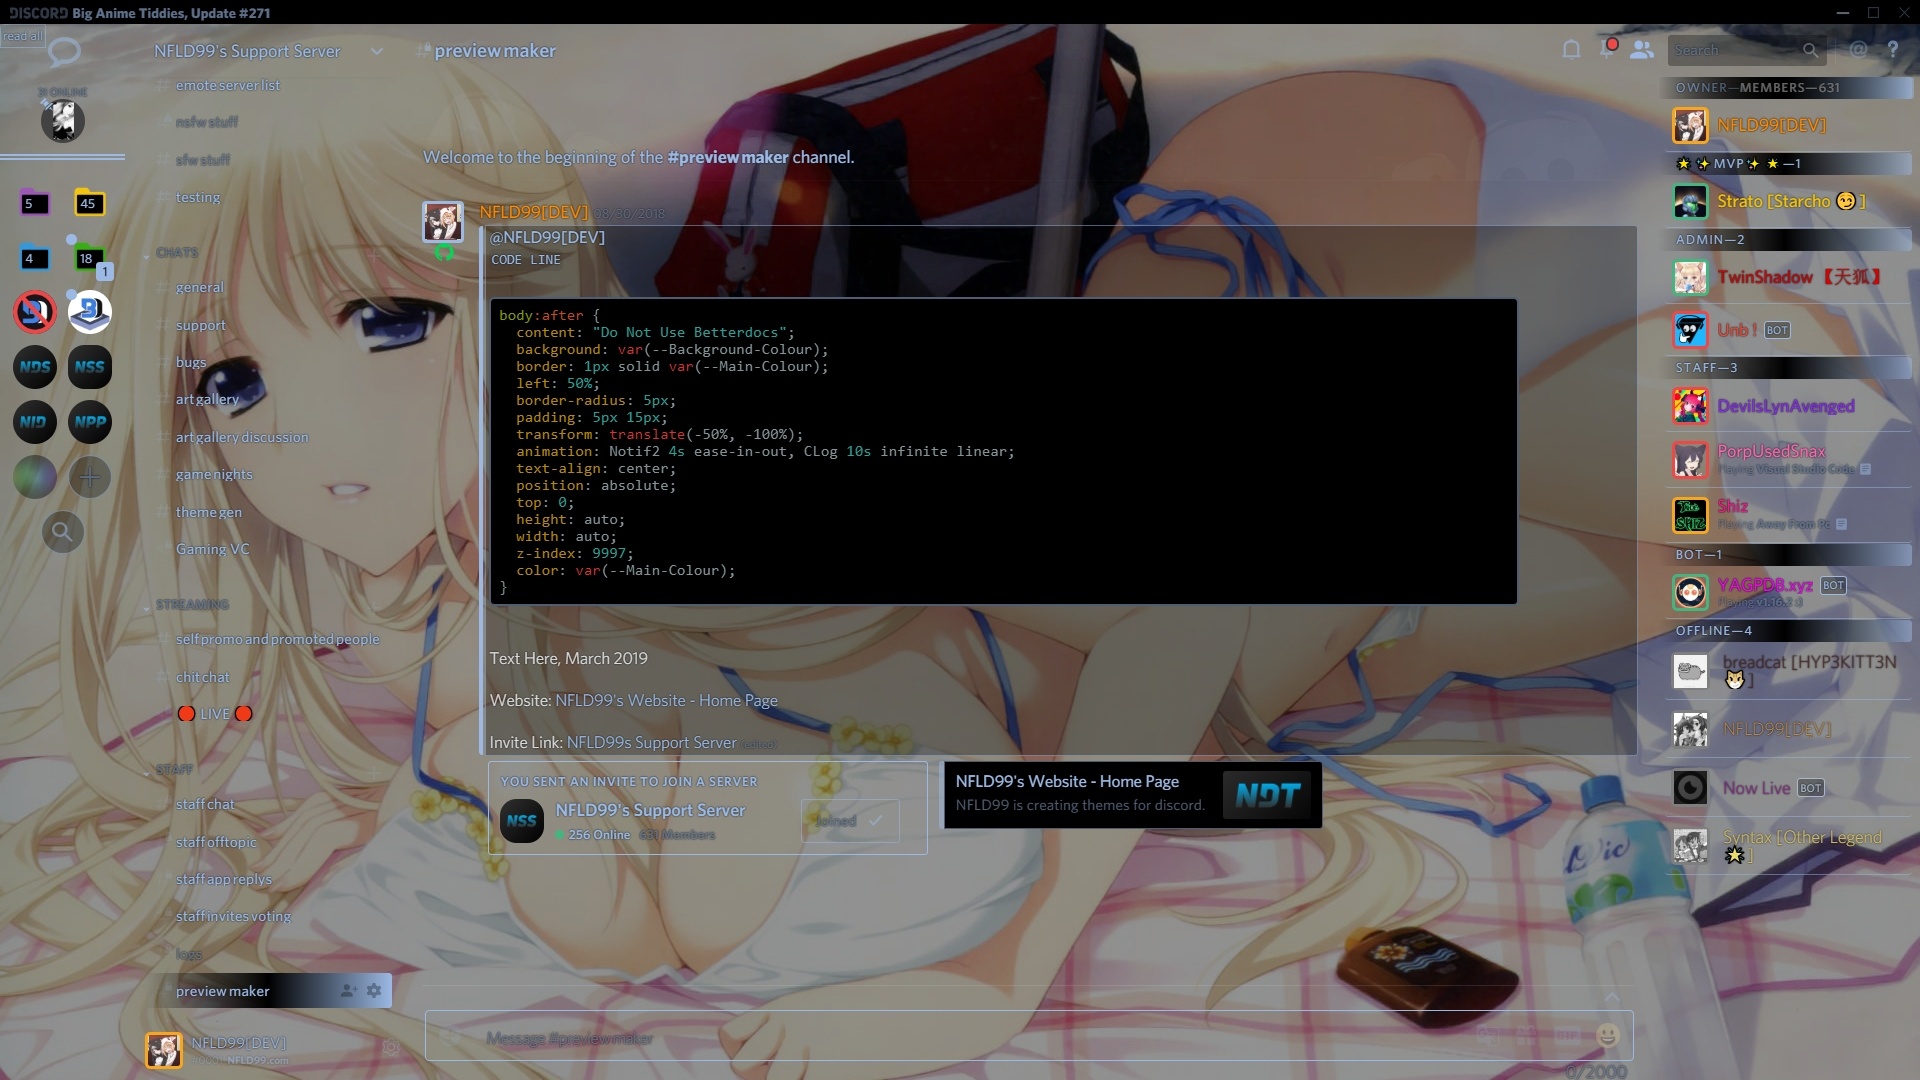 DISCORD Big Anime Tiddies, Update #271
read all
31 ONLINE
5
45
4
18
1
NDS
NSS
NID
NPP
NFLD99's Support Server
emote server list
nsfw stuff
sfw stuff
testing
CHATS
general
support
bugs
art gallery
art gallery discussion
game nights
theme gen
Gaming VC
STREAMING
self promo and promoted people
chit chat
LIVE
STAFF
staff chat
staff offtopic
staff app replys
staff invites voting
logs
preview maker
NFLD99[DEV]
NFLD99.com
# preview maker
Search
@ ?
Welcome to the beginning of the #preview maker channel.
NFLD99[DEV] 08/30/2018
@NFLD99[DEV]
CODE LINE
body:after {
content: "Do Not Use Betterdocs";
background: var(--Background-Colour);
border: 1px solid var(--Main-Colour);
left: 50%;
border-radius: 5px;
padding: 5px 15px;
transform: translate(-50%, -100%);
animation: Notif2 4s ease-in-out, CLog 10s infinite linear;
text-align: center;
position: absolute;
top: 0;
height: auto;
width: auto;
z-index: 9997;
color: var(--Main-Colour);
}
Text Here, March 2019
Website: NFLD99's Website - Home Page
Invite Link: NFLD99s Support Server (edited)
YOU SENT AN INVITE TO JOIN A SERVER
NSS
NFLD99's Support Server
256 Online 631 Members
Joined
NFLD99's Website - Home Page
NFLD99 is creating themes for discord.
NDT
Message #preview maker
GIF
0/2000
OWNER—MEMBERS—631
NFLD99[DEV]
🌟 ✨ MVP ✨ ⭐ —1
Strato [Starcho 😏 ]
ADMIN—2
TwinShadow 【天狐】
Unb ! BOT
STAFF—3
DevilsLynAvenged
PorpUsedSnax
Playing Visual Studio Code
Shiz
Playing Away From Pc
The SHIZ
BOT—1
YAGPDB.xyz BOT
OFFLINE—4
breadcat [HYP3KITT3N
🐱 ]
NFLD99[DEV]
Now Live BOT
Syntax [Other Legend
🌟 ]